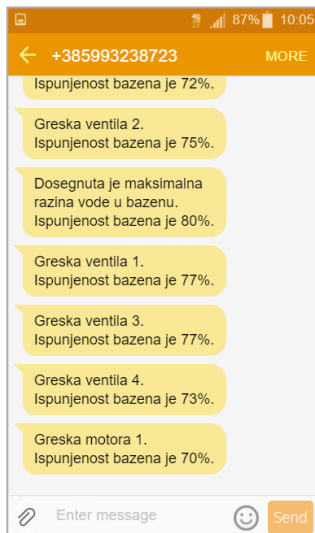 87% 10:05
+385993238723 MORE
Ispunjenost bazena je 72%.
Greska ventila 2.
Ispunjenost bazena je 75%.
Dosegnuta je maksimalna
razina vode u bazenu.
Ispunjenost bazena je 80%.
Greska ventila 1.
Ispunjenost bazena je 77%.
Greska ventila 3.
Ispunjenost bazena je 77%.
Greska ventila 4.
Ispunjenost bazena je 73%.
Greska motora 1.
Ispunjenost bazena je 70%.
Enter message Send